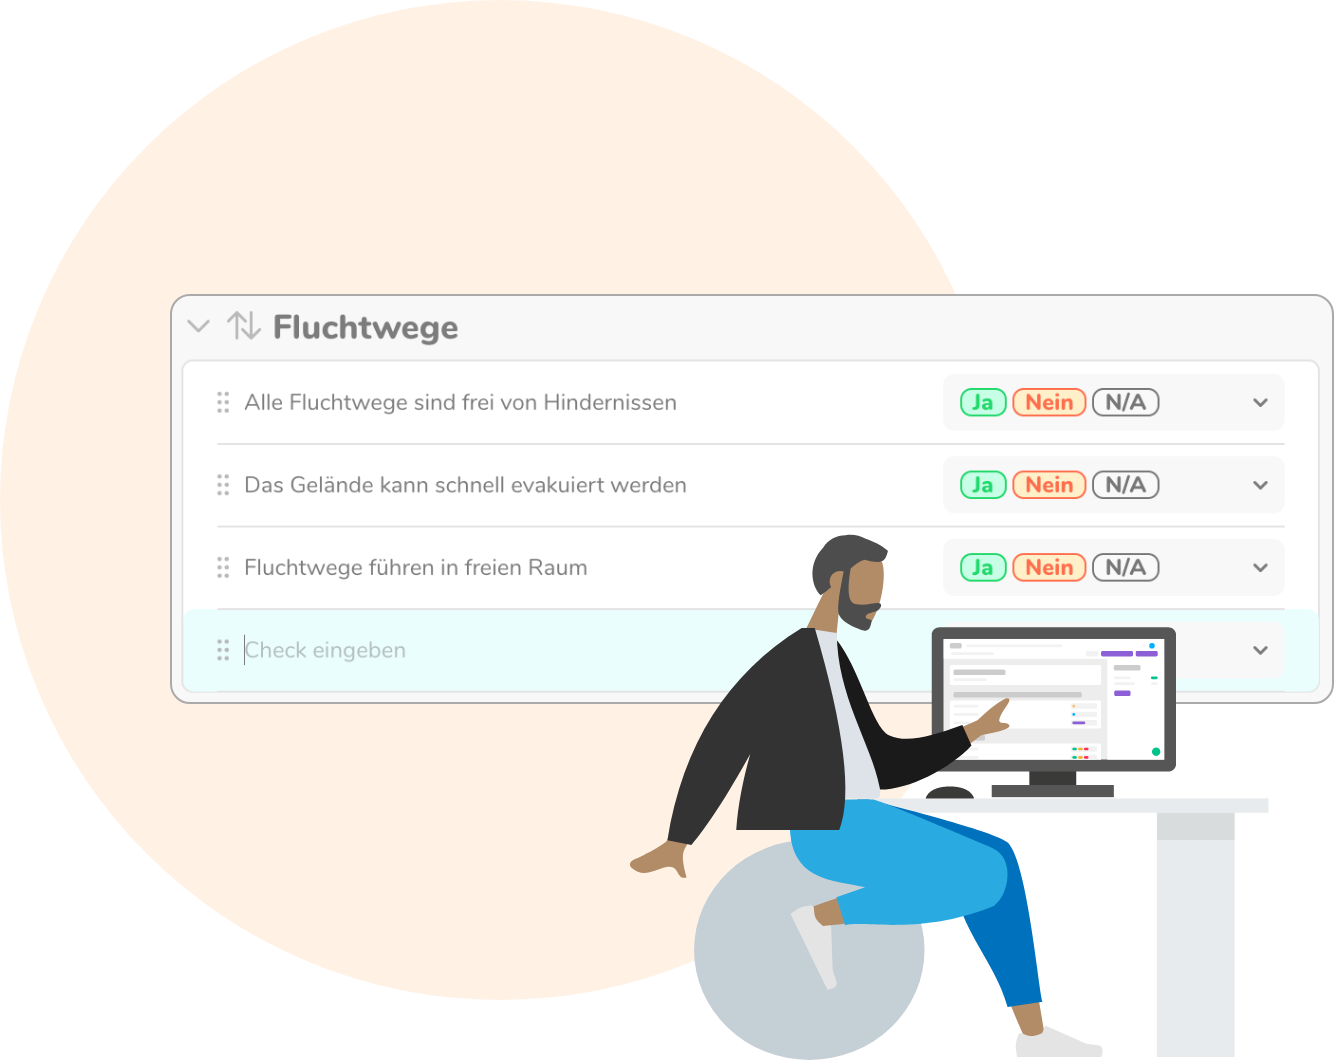 Fluchtwege
Alle Fluchtwege sind frei von Hindernissen Ja Nein N/A
Das Gelände kann schnell evakuiert werden Ja Nein N/A
Fluchtwege führen in freien Raum Ja Nein N/A
Check eingeben